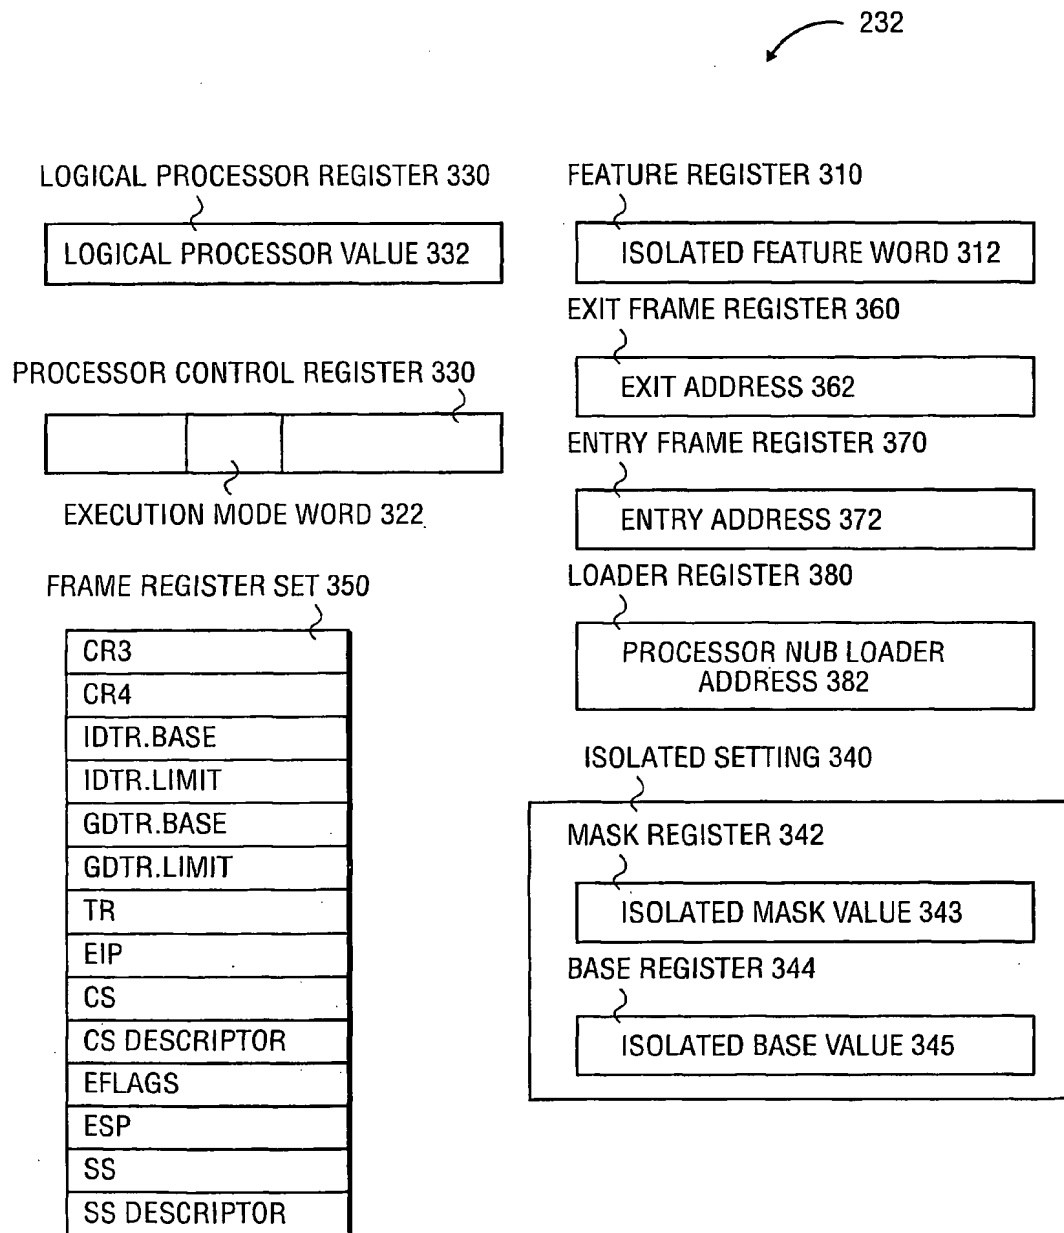 232
LOGICAL PROCESSOR REGISTER 330
LOGICAL PROCESSOR VALUE 332
PROCESSOR CONTROL REGISTER 330
EXECUTION MODE WORD 322
FRAME REGISTER SET 350
CR3
CR4
IDTR.BASE
IDTR.LIMIT
GDTR.BASE
GDTR.LIMIT
TR
EIP
CS
CS DESCRIPTOR
EFLAGS
ESP
SS
SS DESCRIPTOR
FEATURE REGISTER 310
ISOLATED FEATURE WORD 312
EXIT FRAME REGISTER 360
EXIT ADDRESS 362
ENTRY FRAME REGISTER 370
ENTRY ADDRESS 372
LOADER REGISTER 380
PROCESSOR NUB LOADER
ADDRESS 382
ISOLATED SETTING 340
MASK REGISTER 342
ISOLATED MASK VALUE 343
BASE REGISTER 344
ISOLATED BASE VALUE 345